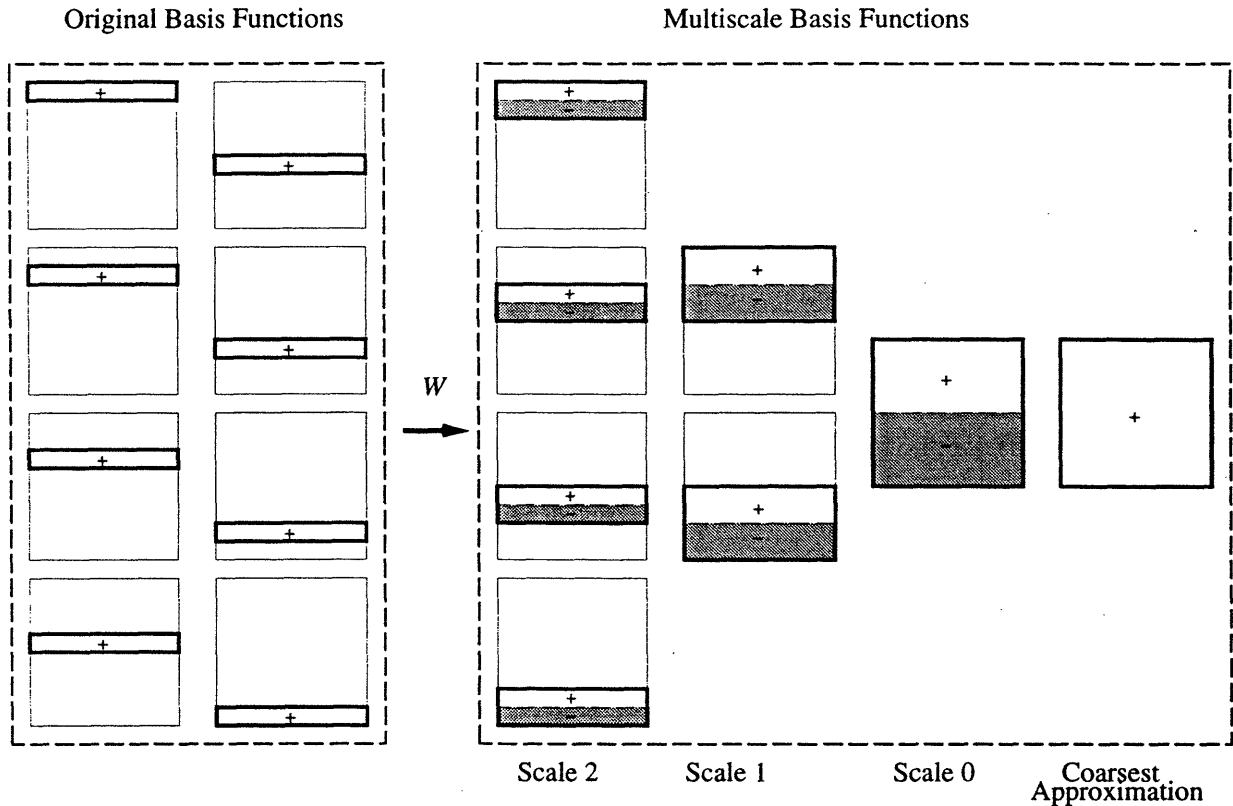 Original Basis Functions
Multiscale Basis Functions
+
+
+
+
+
+
+
+
W
+
-
+
-
+
-
+
-
+
-
+
-
+
-
+
Scale 2
Scale 1
Scale 0
Coarsest
Approximation